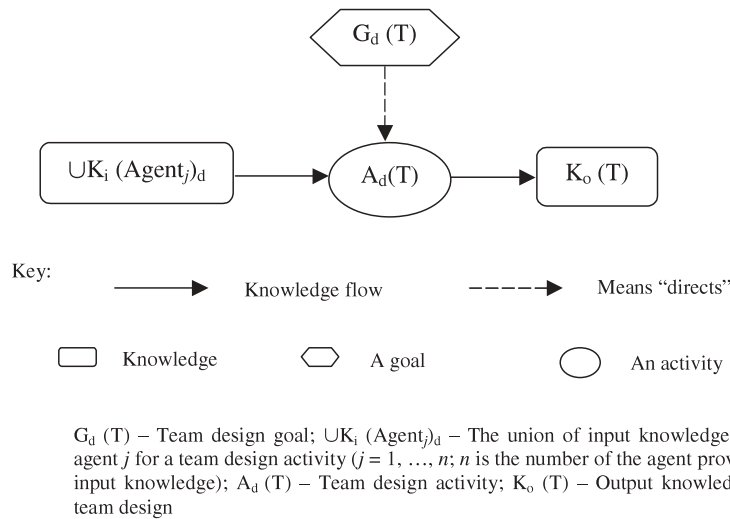 G_d (T)
∪K_i (Agent_j)_d
A_d(T)
K_o (T)
Key:
Knowledge flow
Means “directs”
Knowledge
A goal
An activity
G_d (T) – Team design goal; ∪K_i (Agent_j)_d – The union of input knowledge
agent j for a team design activity (j = 1, …, n; n is the number of the agent prov
input knowledge); A_d (T) – Team design activity; K_o (T) – Output knowled
team design